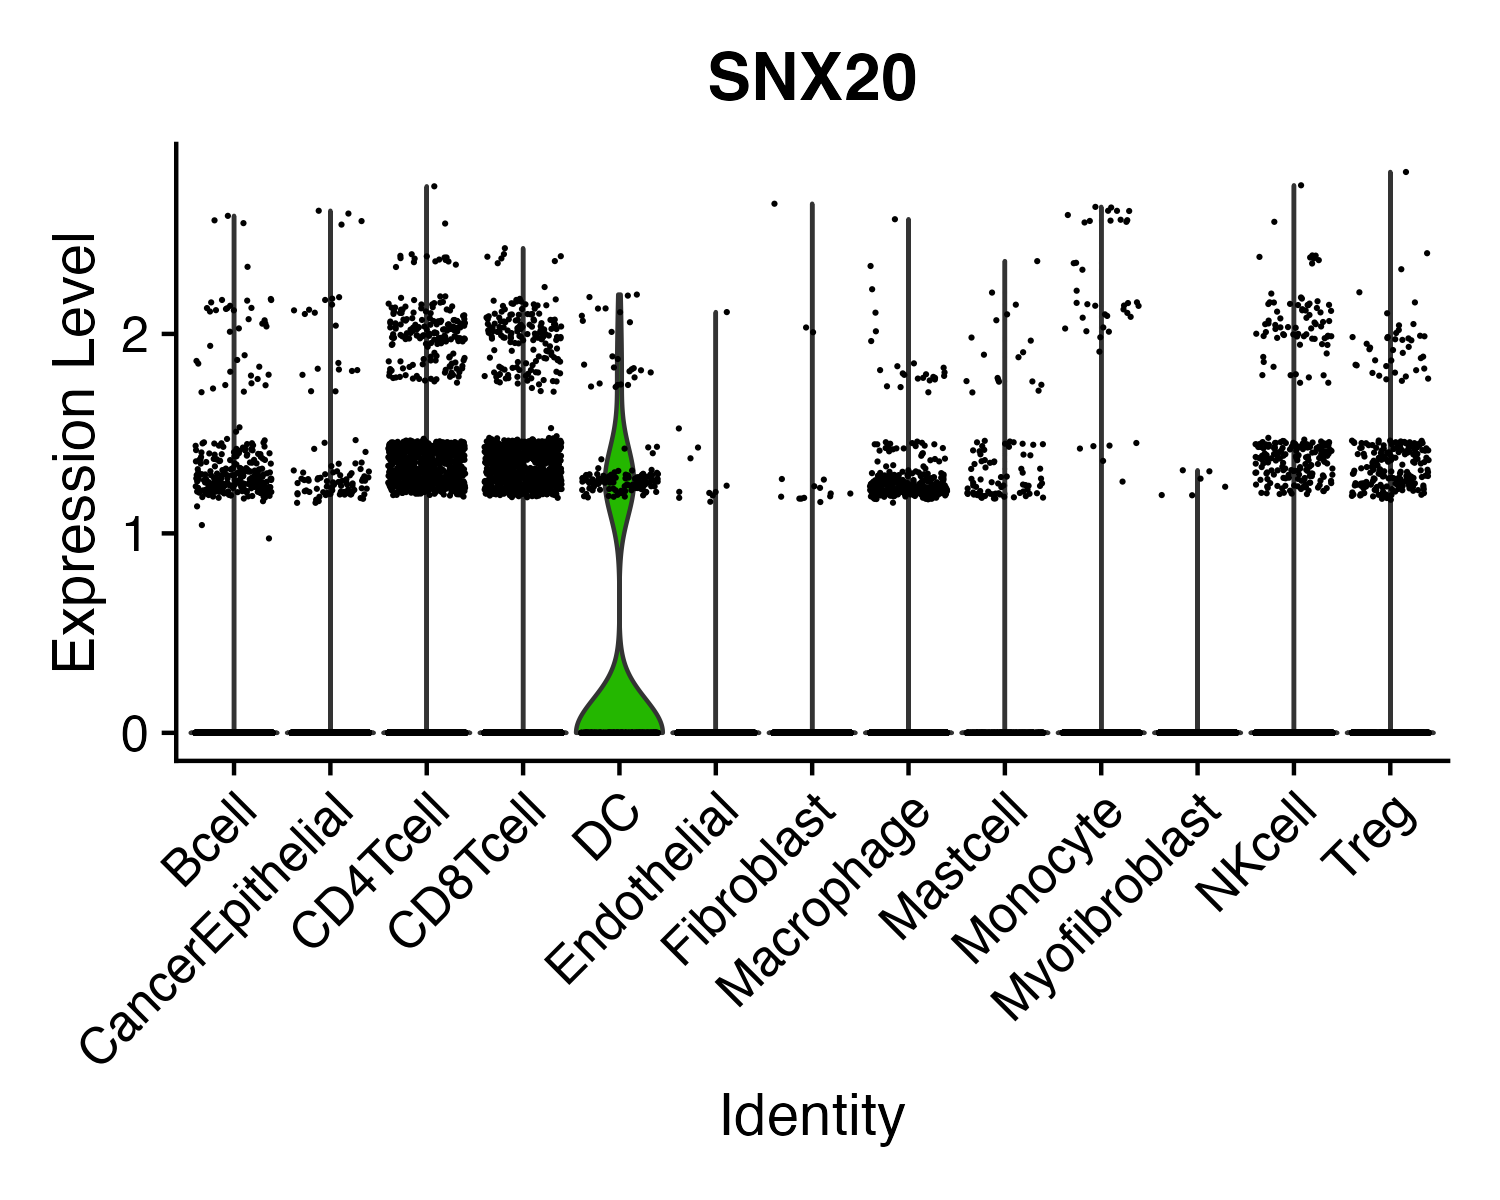 SNX20
Expression Level
2
1
0
Bcell
CancerEpithelial
CD4Tcell
CD8Tcell
DC
Endothelial
Fibroblast
Macrophage
Mastcell
Monocyte
Myofibroblast
NKcell
Treg
Identity